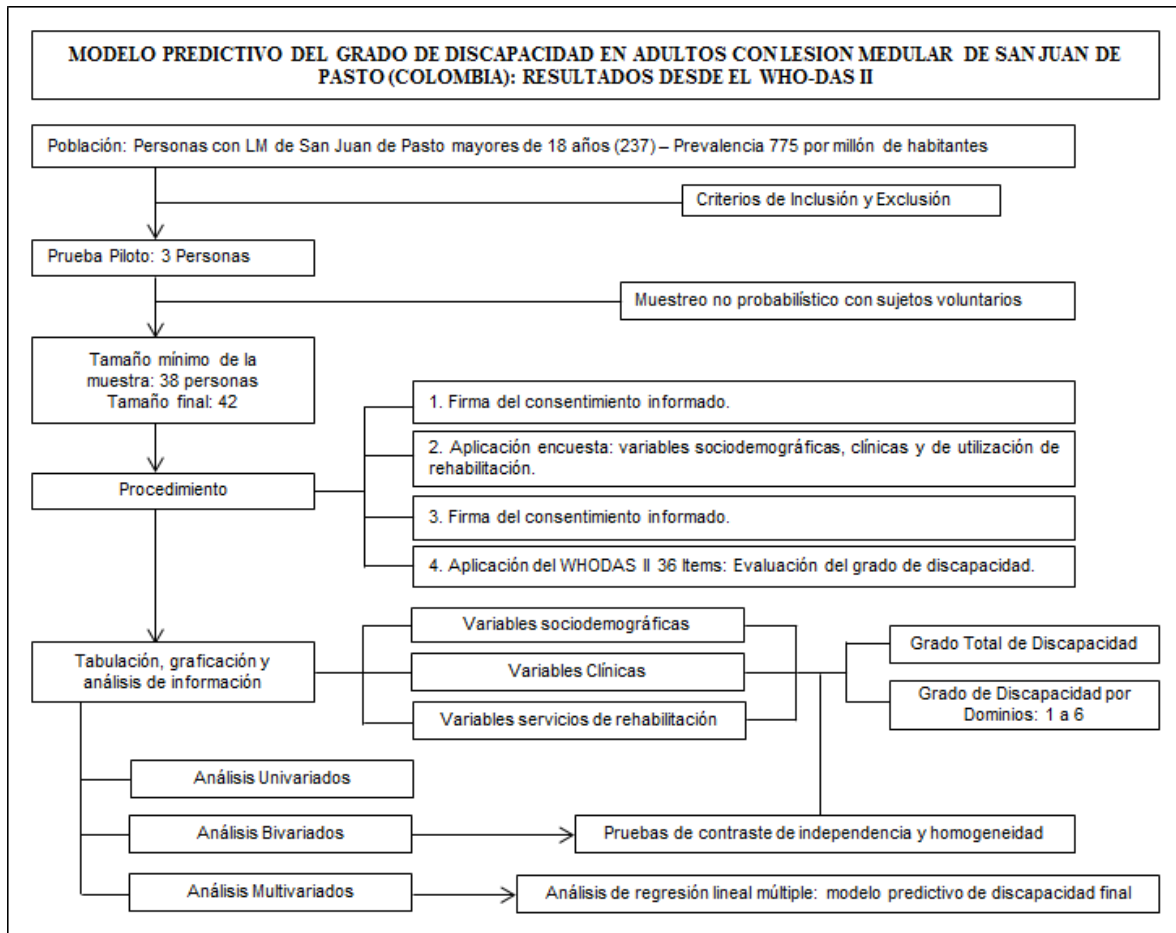 MODELO PREDICTIVO DEL GRADO DE DISCAPACIDAD EN ADULTOS CON LESION MEDULAR DE SAN JUAN DE
PASTO (COLOMBIA): RESULTADOS DESDE EL WHO-DAS II
Población: Personas con LM de San Juan de Pasto mayores de 18 años (237) – Prevalencia 775 por millón de habitantes
Criterios de Inclusión y Exclusión
Prueba Piloto: 3 Personas
Muestreo no probabilístico con sujetos voluntarios
Tamaño mínimo de la
muestra: 38 personas
Tamaño final: 42
1. Firma del consentimiento informado.
2. Aplicación encuesta: variables sociodemográficas, clínicas y de utilización de
rehabilitación.
Procedimiento
3. Firma del consentimiento informado.
4. Aplicación del WHODAS II 36 Items: Evaluación del grado de discapacidad.
Tabulación, graficación y
análisis de información
Variables sociodemográficas
Variables Clínicas
Variables servicios de rehabilitación
Grado Total de Discapacidad
Grado de Discapacidad por
Dominios: 1 a 6
Análisis Univariados
Análisis Bivariados
Pruebas de contraste de independencia y homogeneidad
Análisis Multivariados
Análisis de regresión lineal múltiple: modelo predictivo de discapacidad final